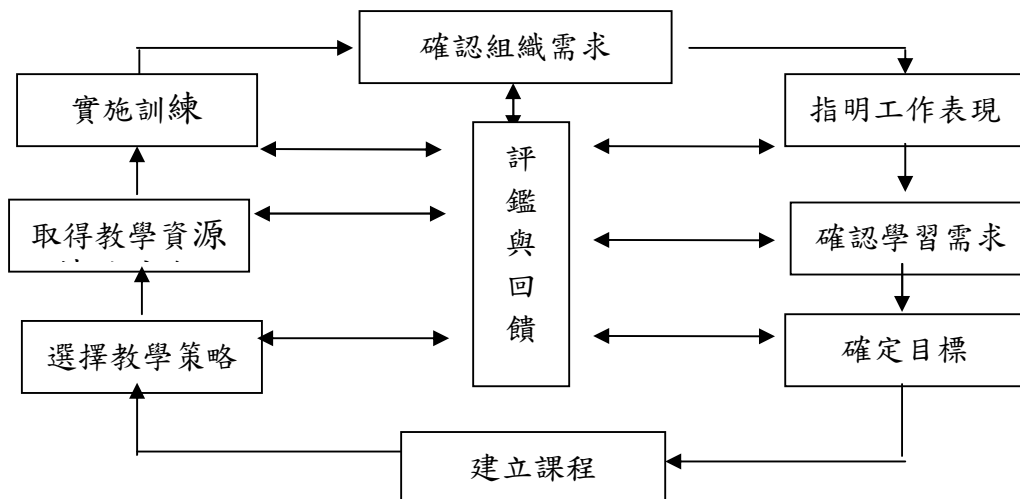 確認組織需求
實施訓練
指明工作表現
評鑑與回饋
取得教學資源
確認學習需求
選擇教學策略
確定目標
建立課程